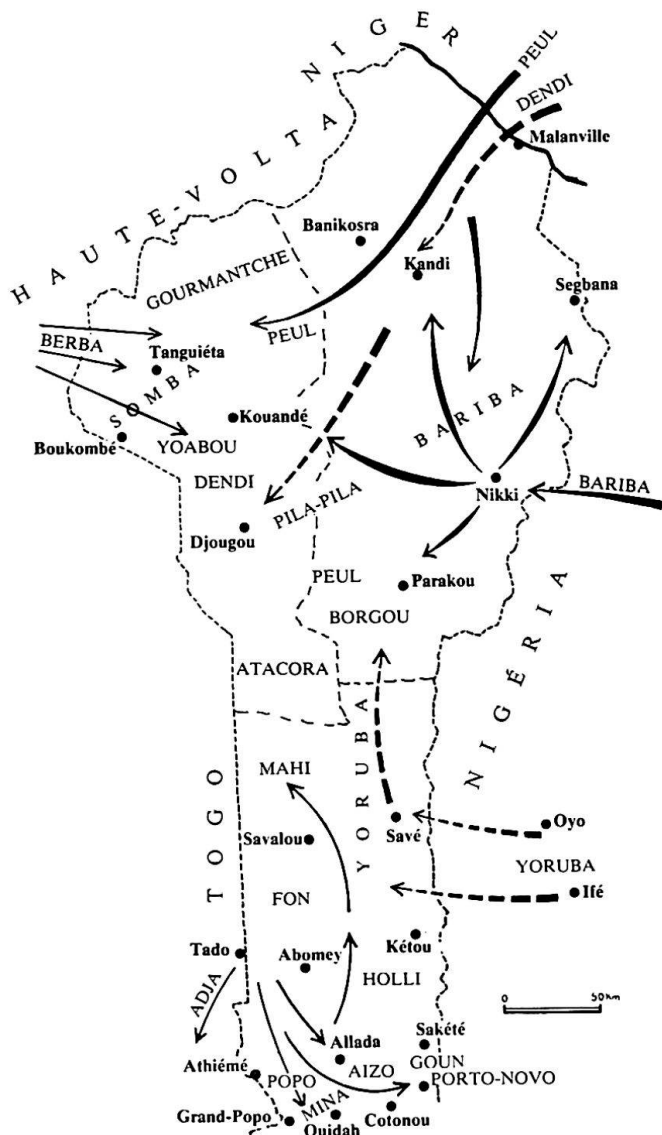 NIGER
PEUL
DENDI
Malanville
HAUTE-VOLTA
Banikosra
Kandi
GOURMANTCHE
Segbana
BERBA
PEUL
Tanguiéta
SOMBA
Kouandé
BARIBA
Boukombé
YOABOU
DENDI
Nikki
BARIBA
PILA-PILA
Djougou
PEUL
Parakou
BORGOU
NIGÉRIA
ATACORA
YORUBA
MAHI
TOGO
Savé
Oyo
Savalou
YORUBA
FON
Ifé
Kétou
Tado
Abomey
HOLLI
ADJA
0 50 Km
Allada
Sakété
Athiémé
AIZO
GOUN
POPO
PORTO-NOVO
MINA
Grand-Popo
Ouidah
Cotonou